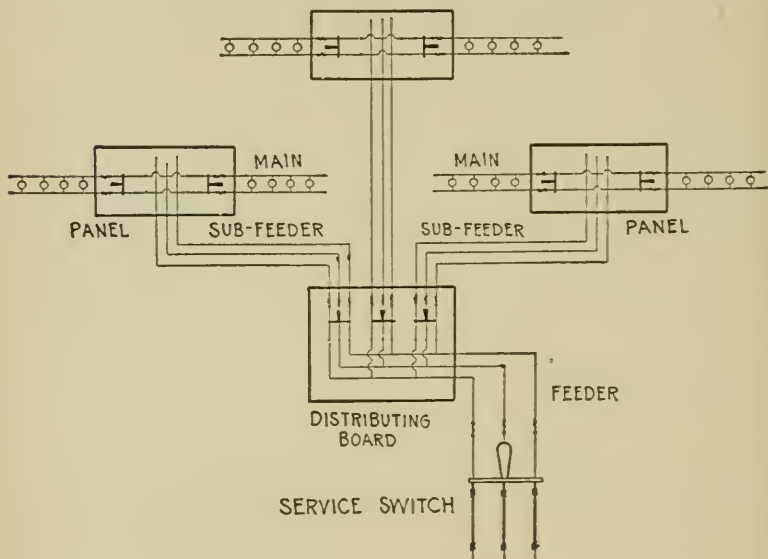 MAIN
MAIN
PANEL
SUB-FEEDER
SUB-FEEDER
PANEL
FEEDER
DISTRIBUTING
BOARD
SERVICE SWITCH